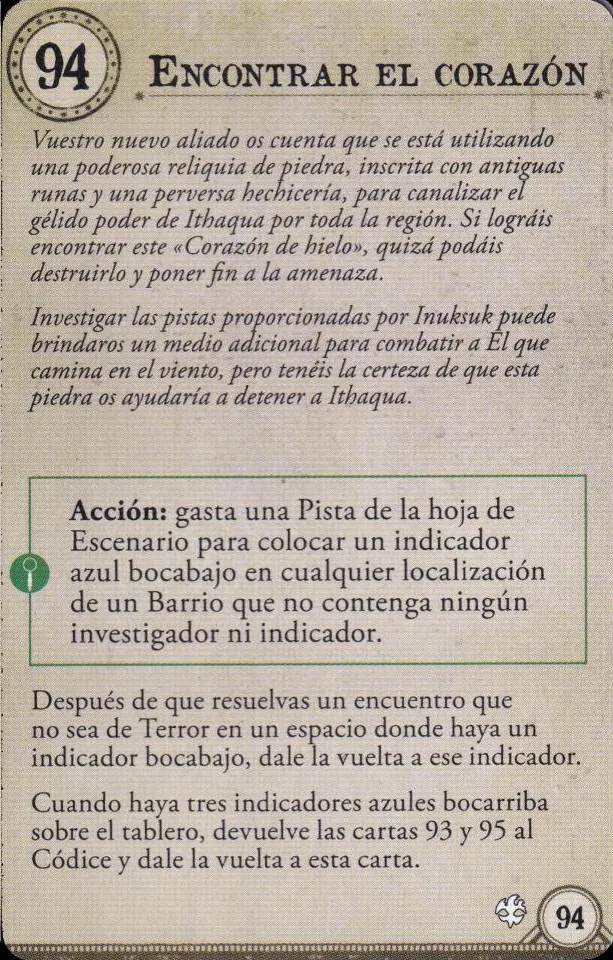 94
ENCONTRAR EL CORAZÓN
Vuestro nuevo aliado os cuenta que se está utilizando
una poderosa reliquia de piedra, inscrita con antiguas
runas y una perversa hechicería, para canalizar el
gélido poder de Ithaqua por toda la región. Si lográis
encontrar este «Corazón de hielo», quizá podáis
destruirlo y poner fin a la amenaza.
Investigar las pistas proporcionadas por Inuksuk puede
brindaros un medio adicional para combatir a El que
camina en el viento, pero tenéis la certeza de que esta
piedra os ayudaría a detener a Ithaqua.
Acción: gasta una Pista de la hoja de
Escenario para colocar un indicador
azul bocabajo en cualquier localización
de un Barrio que no contenga ningún
investigador ni indicador.
Después de que resuelvas un encuentro que
no sea de Terror en un espacio donde haya un
indicador bocabajo, dale la vuelta a ese indicador.
Cuando haya tres indicadores azules bocarriba
sobre el tablero, devuelve las cartas 93 y 95 al
Códice y dale la vuelta a esta carta.
94